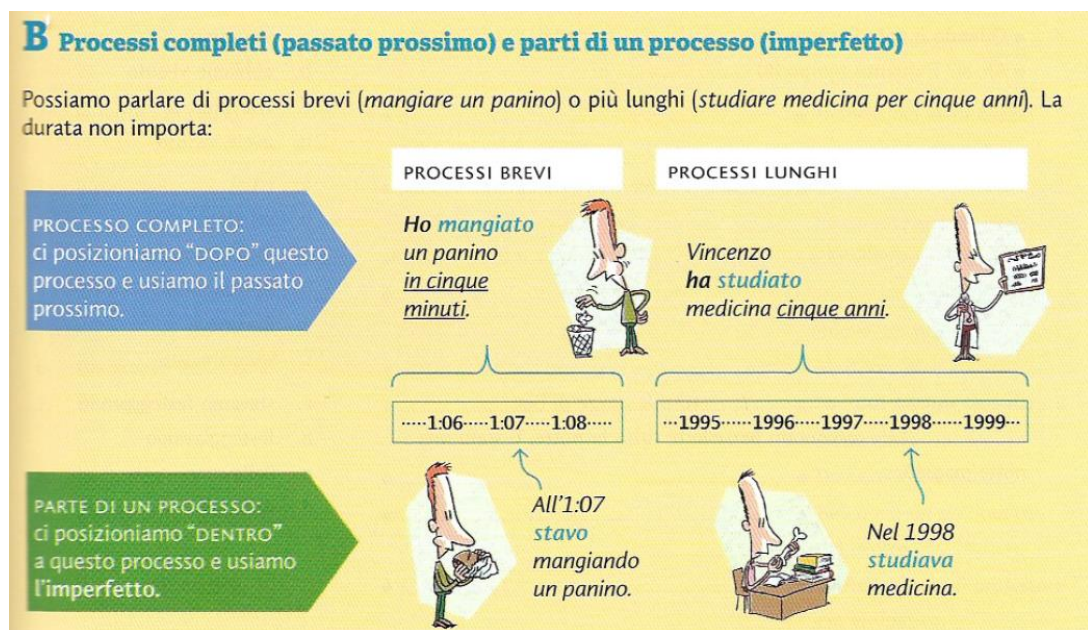 B Processi completi (passato prossimo) e parti di un processo (imperfetto)
Possiamo parlare di processi brevi (mangiare un panino) o più lunghi (studiare medicina per cinque anni). La
durata non importa:
PROCESSI BREVI
PROCESSI LUNGHI
PROCESSO COMPLETO:
ci posizioniamo "DOPO" questo
processo e usiamo il passato
prossimo.
Ho mangiato
un panino
in cinque
minuti.
Vincenzo
ha studiato
medicina cinque anni.
.....1:06.....1:07.....1:08.....
...1995......1996....1997.....1998......1999...
PARTE DI UN PROCESSO:
ci posizioniamo "DENTRO"
a questo processo e usiamo
l'imperfetto.
All'1:07
stavo
mangiando
un panino.
Nel 1998
studiava
medicina.